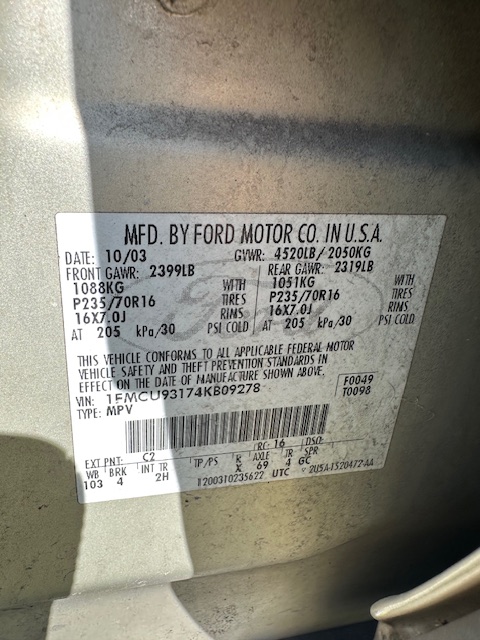 MFD. BY FORD MOTOR CO. IN U.S.A.
DATE: 10/03 GVWR: 4520LB/ 2050KG
FRONT GAWR: 2399LB REAR GAWR: 2319LB
1088KG WITH 1051KG WITH
P235/70R16 TIRES P235/70R16 TIRES
16X7.0J RIMS 16X7.0J RIMS
AT 205 kPa/30 PSI COLD AT 205 kPa/30 PSI COLD
THIS VEHICLE CONFORMS TO ALL APPLICABLE FEDERAL MOTOR
VEHICLE SAFETY AND THEFT PREVENTION STANDARDS IN
EFFECT ON THE DATE OF MANUFACTURE SHOWN ABOVE.
VIN: 1FMCU93174KB09278 F0049
TYPE: MPV T0098
EXT PNT: C2 RC: 16 DSO:
WB BRK INT TR TP/PS R AXLE TR SPR
103 4 2H X 69 4 GC
1200310235622 UTC 2U5A-1520472-AA
Ford